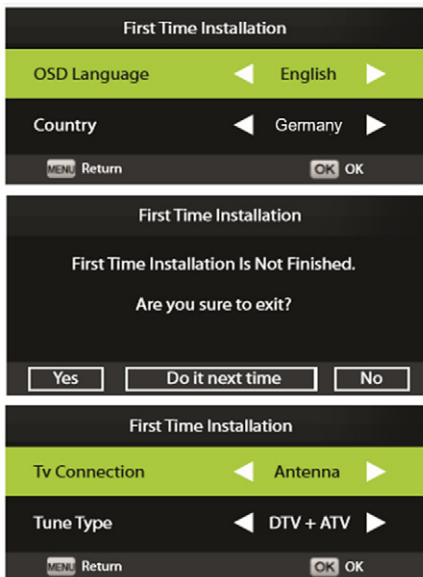 First Time Installation
OSD Language English
Country Germany
MENU Return OK OK
First Time Installation
First Time Installation Is Not Finished.
Are you sure to exit?
Yes Do it next time No
First Time Installation
Tv Connection Antenna
Tune Type DTV + ATV
MENU Return OK OK